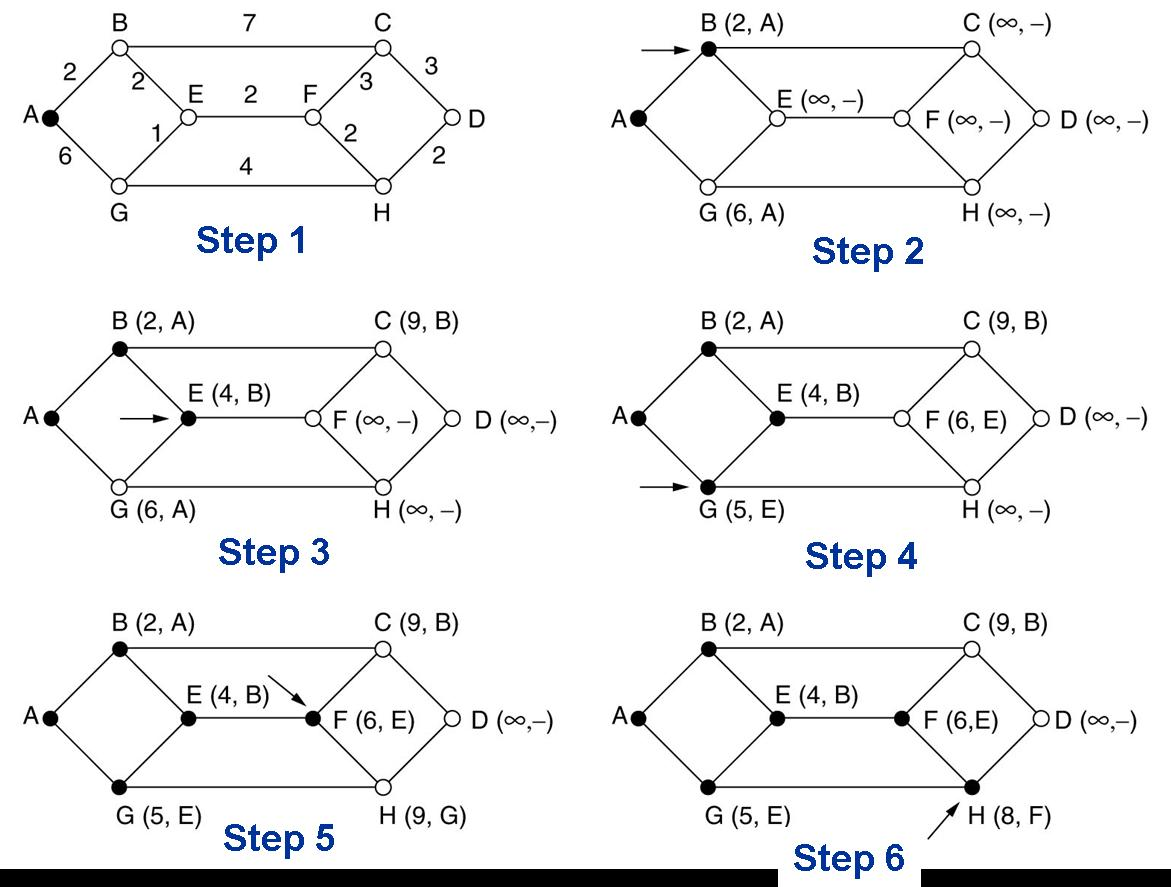 B 7 C
2 2 3 3
A E 2 F D
1 2
6 4 2
G H
Step 1
B (2, A) C (∞, –)
E (∞, –)
A F (∞, –) D (∞, –)
G (6, A) H (∞, –)
Step 2
B (2, A) C (9, B)
E (4, B)
A F (∞, –) D (∞,–)
G (6, A) H (∞, –)
Step 3
B (2, A) C (9, B)
E (4, B)
A F (6, E) D (∞, –)
G (5, E) H (∞, –)
Step 4
B (2, A) C (9, B)
E (4, B)
A F (6, E) D (∞,–)
G (5, E) H (9, G)
Step 5
B (2, A) C (9, B)
E (4, B)
A F (6,E) D (∞,–)
G (5, E) H (8, F)
Step 6